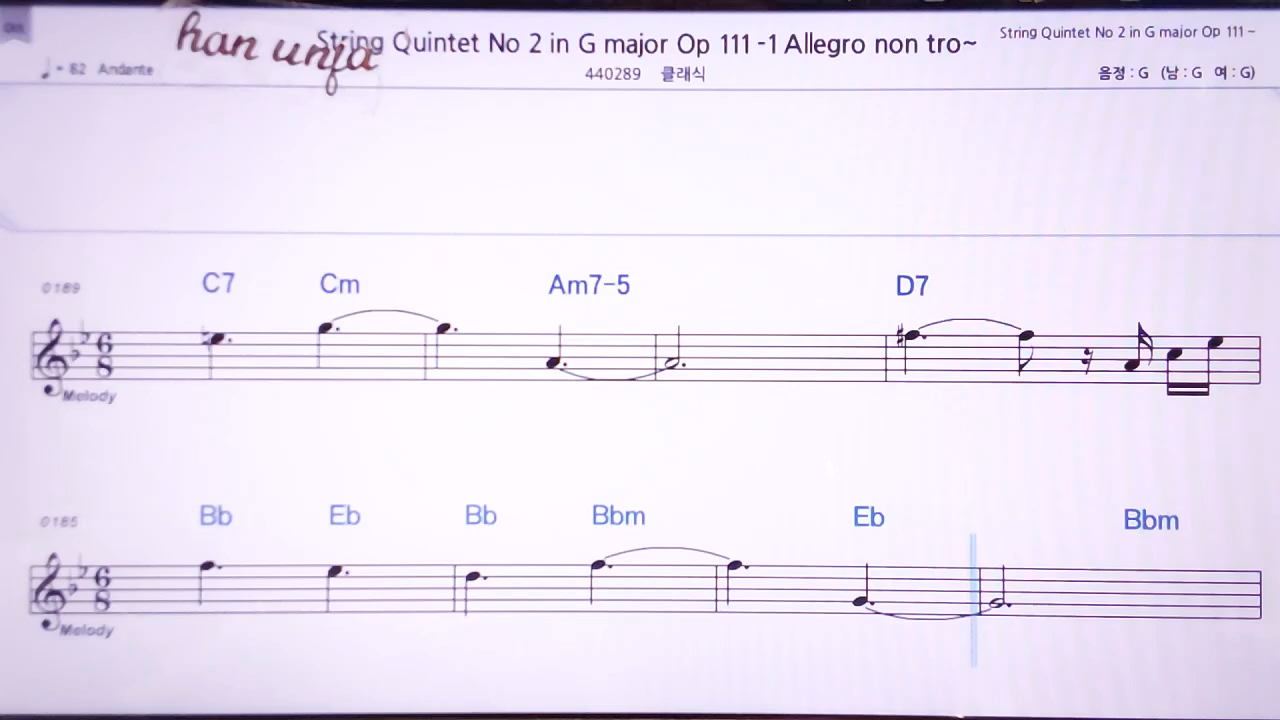 han unfa
String Quintet No 2 in G major Op 111 -1 Allegro non tro~
String Quintet No 2 in G major Op 111 –
♩ = 82 Andante
440289 클래식
음정 : G (남 : G 여 : G)
0189
C7 Cm Am7-5 D7
6 8
Melody
0185
Bb Eb Bb Bbm Eb Bbm
6 8
Melody